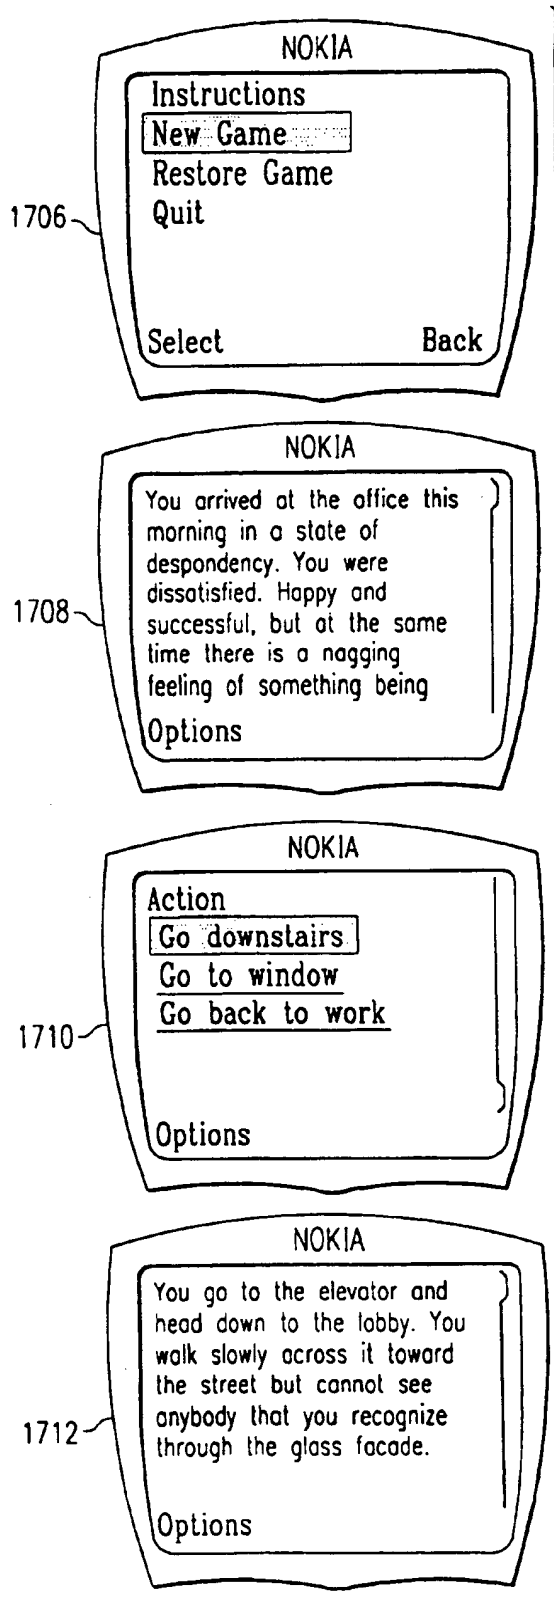 NOKIA
Instructions
New Game
Restore Game
Quit
1706
Select Back
NOKIA
You arrived at the office this
morning in a state of
despondency. You were
dissatisfied. Happy and
1708
successful, but at the same
time there is a nagging
feeling of something being
Options
NOKIA
Action
Go downstairs
Go to window
Go back to work
1710
Options
NOKIA
You go to the elevator and
head down to the lobby. You
walk slowly across it toward
the street but cannot see
anybody that you recognize
1712
through the glass facade.
Options